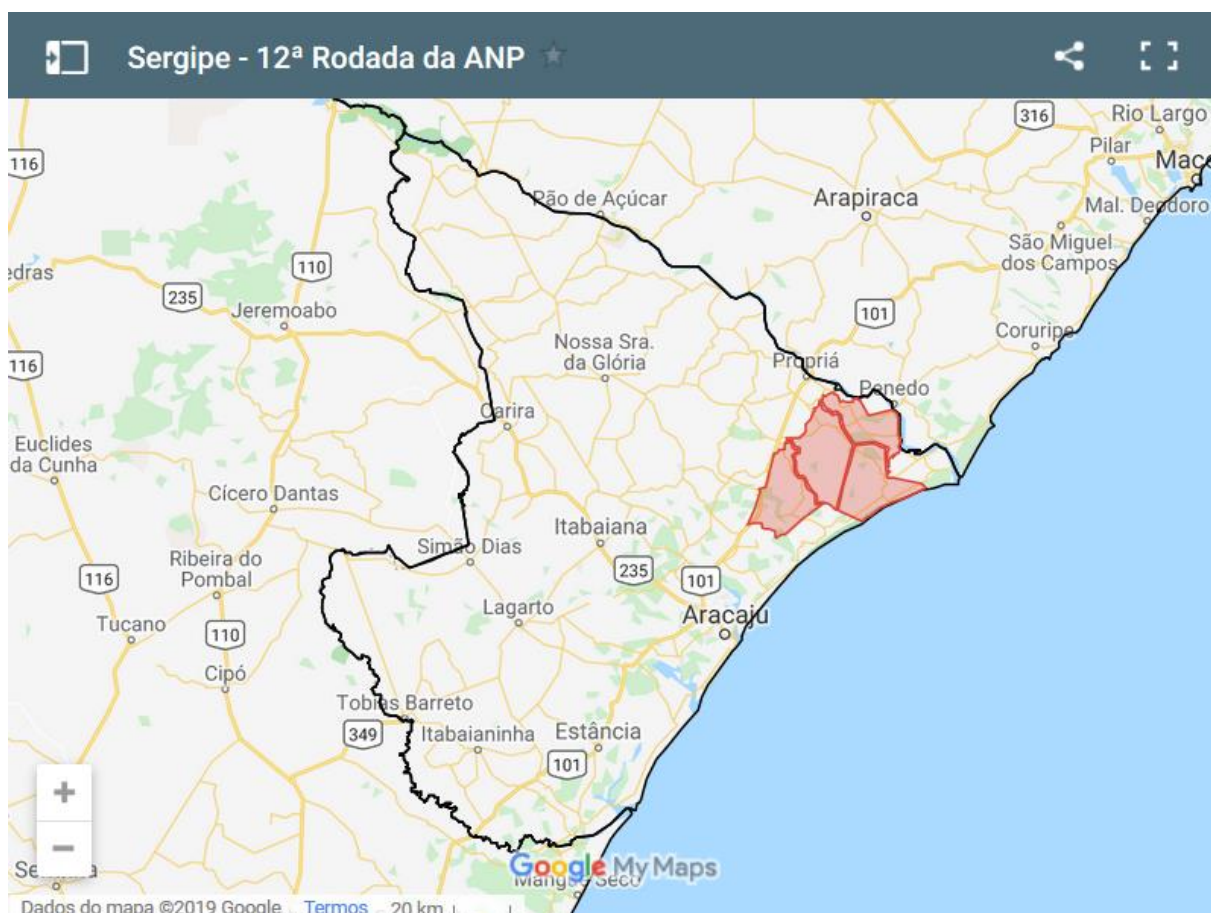 Sergipe - 12ª Rodada da ANP
316
Rio Largo
Pilar
116
Pão de Açúcar
Arapiraca
Mal. Deodoro
São Miguel
dos Campos
edras
110
235
Jeremoabo
101
Coruripe
Nossa Sra.
da Glória
Propriá
116
Penedo
Carira
Euclides
da Cunha
Cícero Dantas
Itabaiana
Simão Dias
Ribeira do
Pombal
235
101
116
Lagarto
Aracaju
Tucano
110
Cipó
Tobias Barreto
349
Itabaianinha
Estância
101
+
−
Google My Maps
Mangue Seco
Dados do mapa ©2019 Google
Termos
20 km